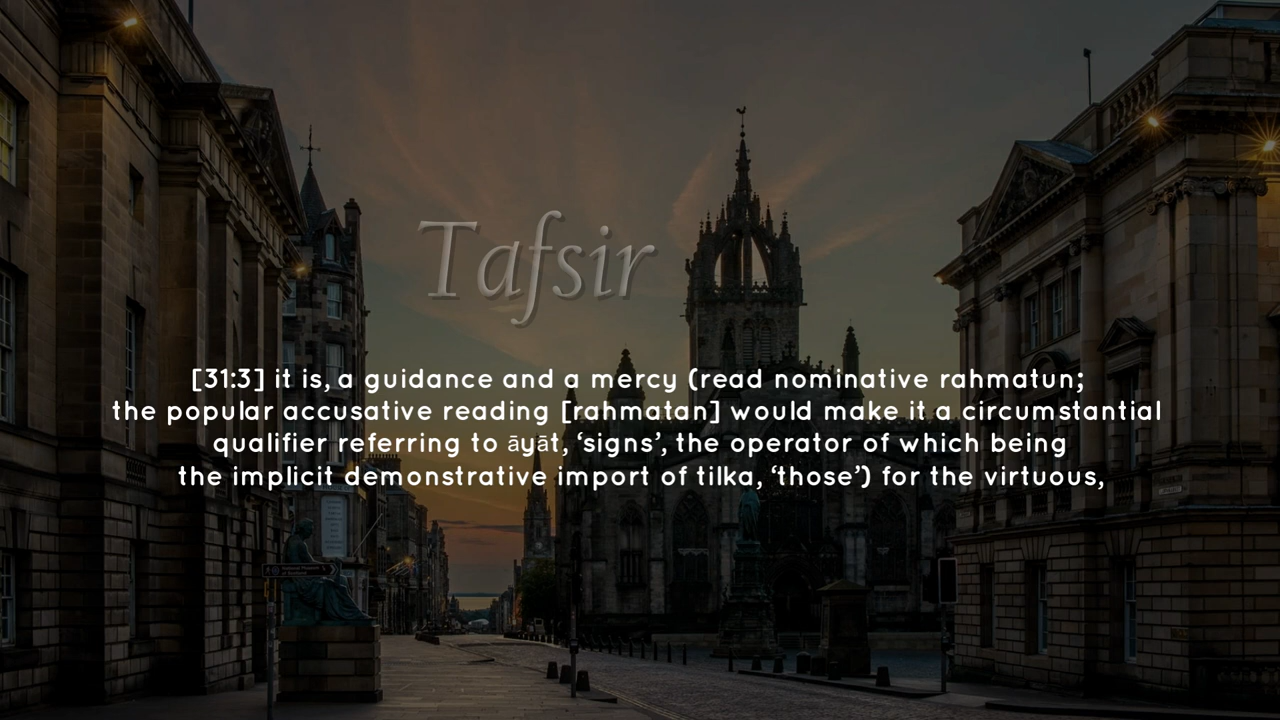 Tafsir
[31:3] it is, a guidance and a mercy (read nominative rahmatun;
the popular accusative reading [rahmatan] would make it a circumstantial
qualifier referring to āyāt, ‘signs’, the operator of which being
the implicit demonstrative import of tilka, ‘those’) for the virtuous,